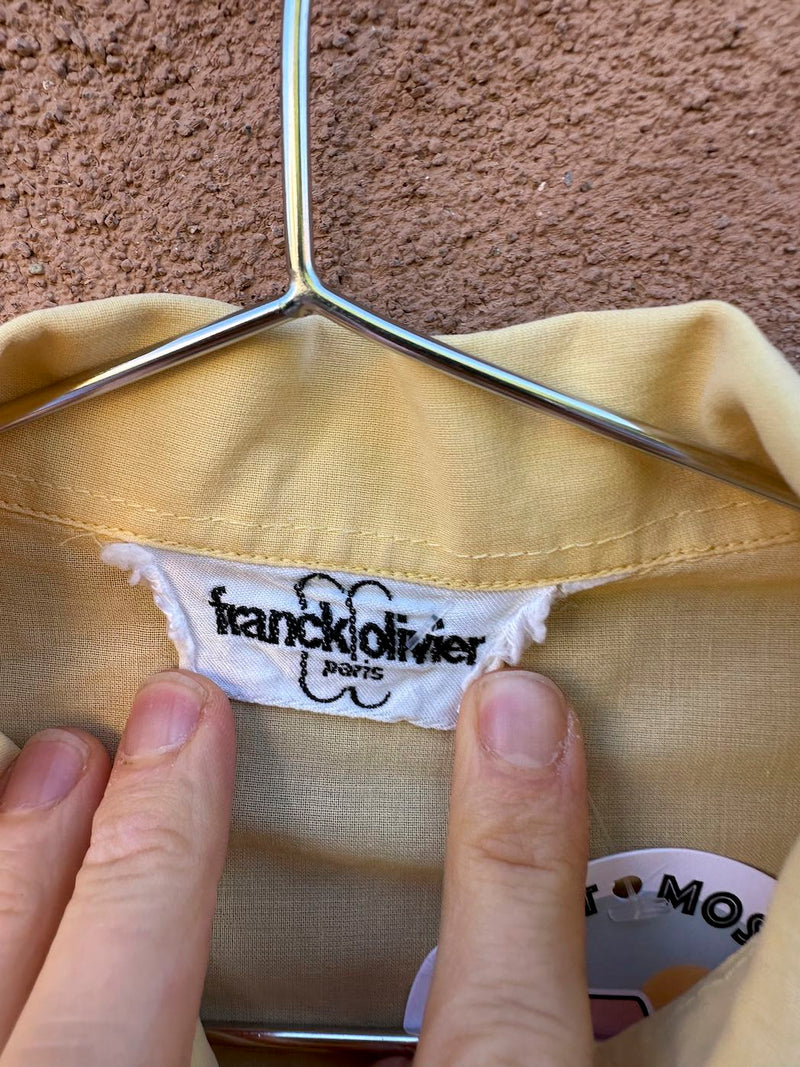 franck olivier
paris
T • MOS